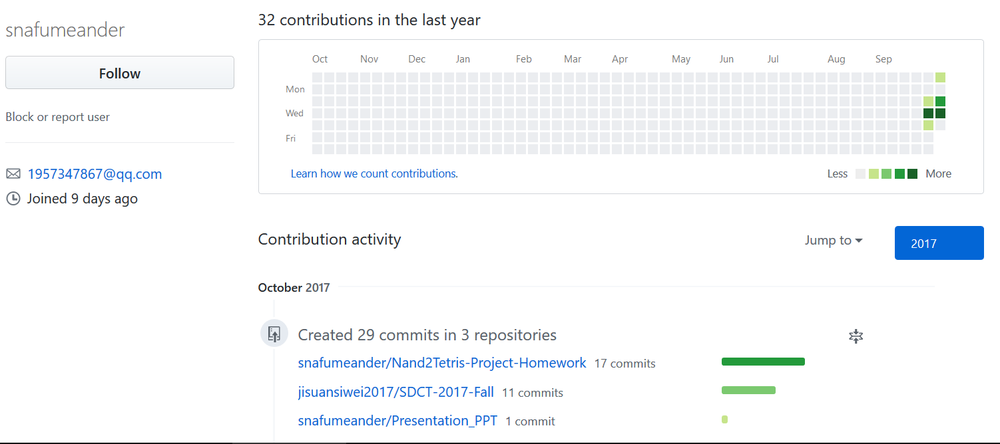 snafumeander
Follow
Block or report user
1957347867@qq.com
Joined 9 days ago
32 contributions in the last year
Oct Nov Dec Jan Feb Mar Apr May Jun Jul Aug Sep
Mon
Wed
Fri
Learn how we count contributions.
Less More
Contribution activity
Jump to
2017
October 2017
Created 29 commits in 3 repositories
snafumeander/Nand2Tetris-Project-Homework 17 commits
jisuansiwei2017/SDCT-2017-Fall 11 commits
snafumeander/Presentation_PPT 1 commit